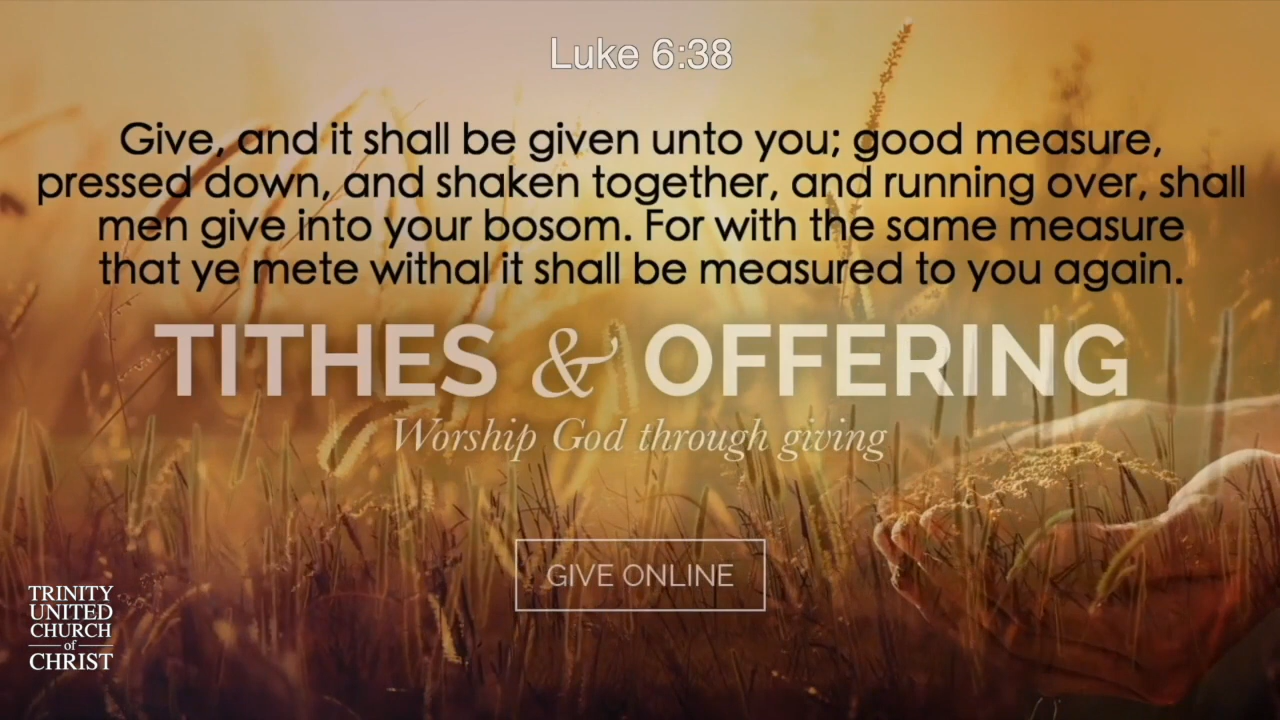 Luke 6:38
Give, and it shall be given unto you; good measure,
pressed down, and shaken together, and running over, shall
men give into your bosom. For with the same measure
that ye mete withal it shall be measured to you again.
TITHES & OFFERING
Worship God through giving
GIVE ONLINE
TRINITY
UNITED
CHURCH
of
CHRIST